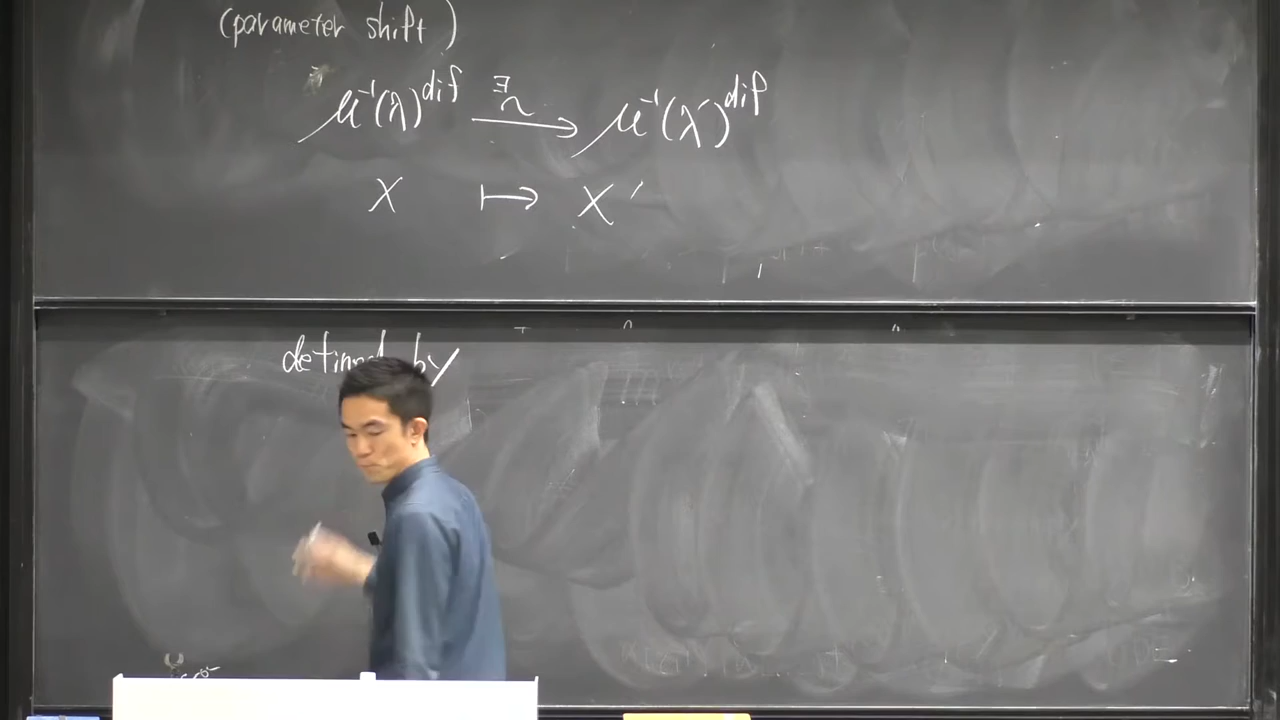 (parameter shift)
μ⁻¹(λ)^dif ∃~→ μ⁻¹(λ′)^dif
X ↦ X′
defined by